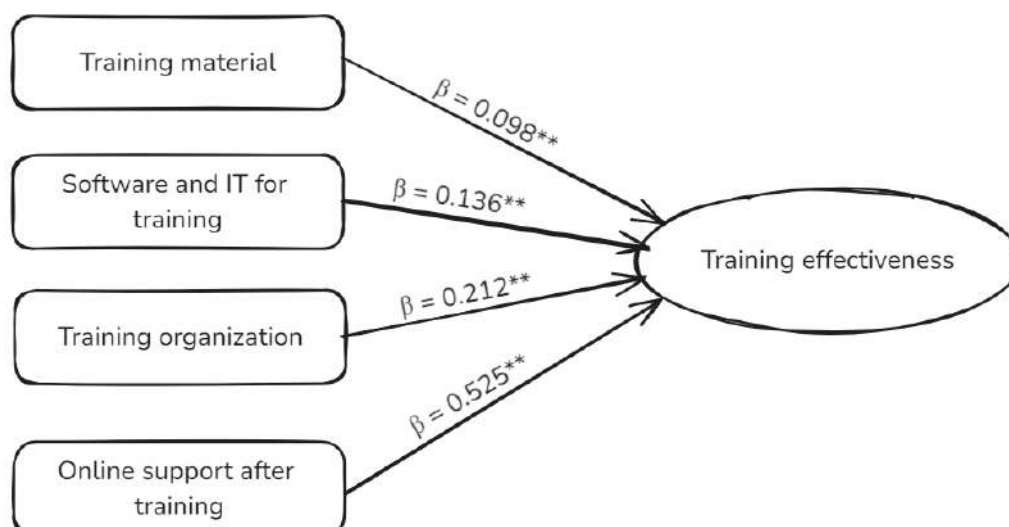 Training material
β = 0.098**
Software and IT for
training
β = 0.136**
Training effectiveness
Training organization
β = 0.212**
Online support after
training
β = 0.525**